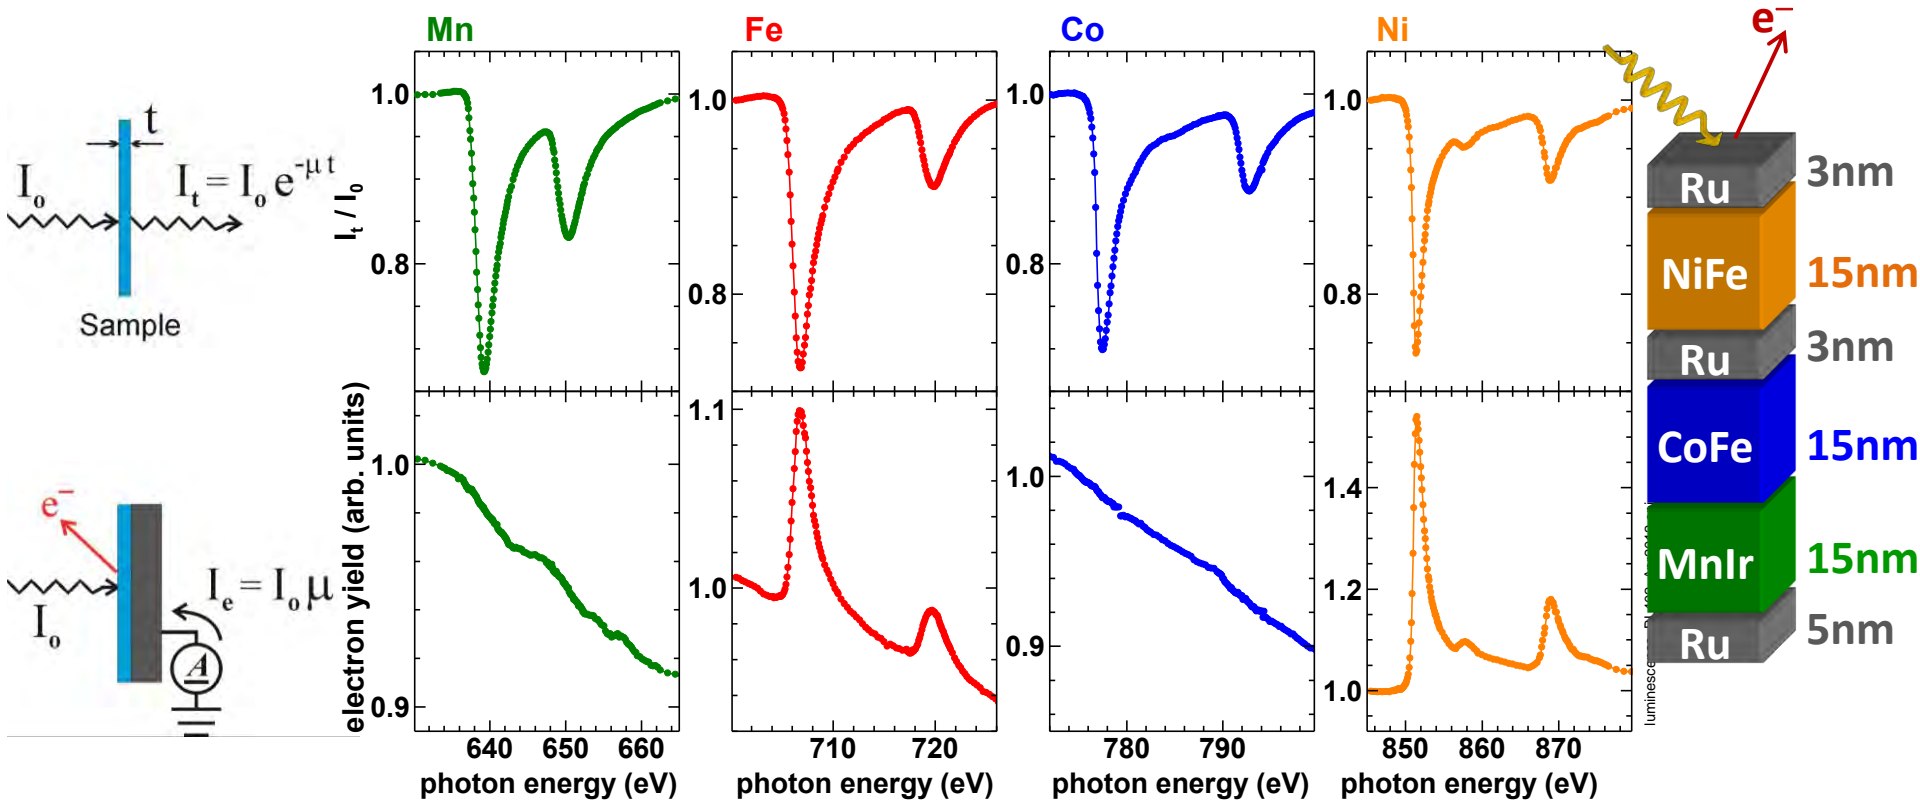 Mn
Fe
Co
Ni
e⁻
t
I₀
Iₜ = I₀ e^{-μ t}
Sample
Iₜ / I₀
1.0
0.8
1.0
0.8
1.0
0.8
1.0
0.8
Ru
3nm
NiFe
15nm
Ru
3nm
CoFe
15nm
MnIr
15nm
Ru
5nm
e⁻
I₀
Iₑ = I₀ μ
A
electron yield (arb. units)
1.0
0.9
1.1
1.0
1.0
0.9
1.4
1.2
1.0
640 650 660
710 720
780 790
850 860 870
photon energy (eV)
photon energy (eV)
photon energy (eV)
photon energy (eV)